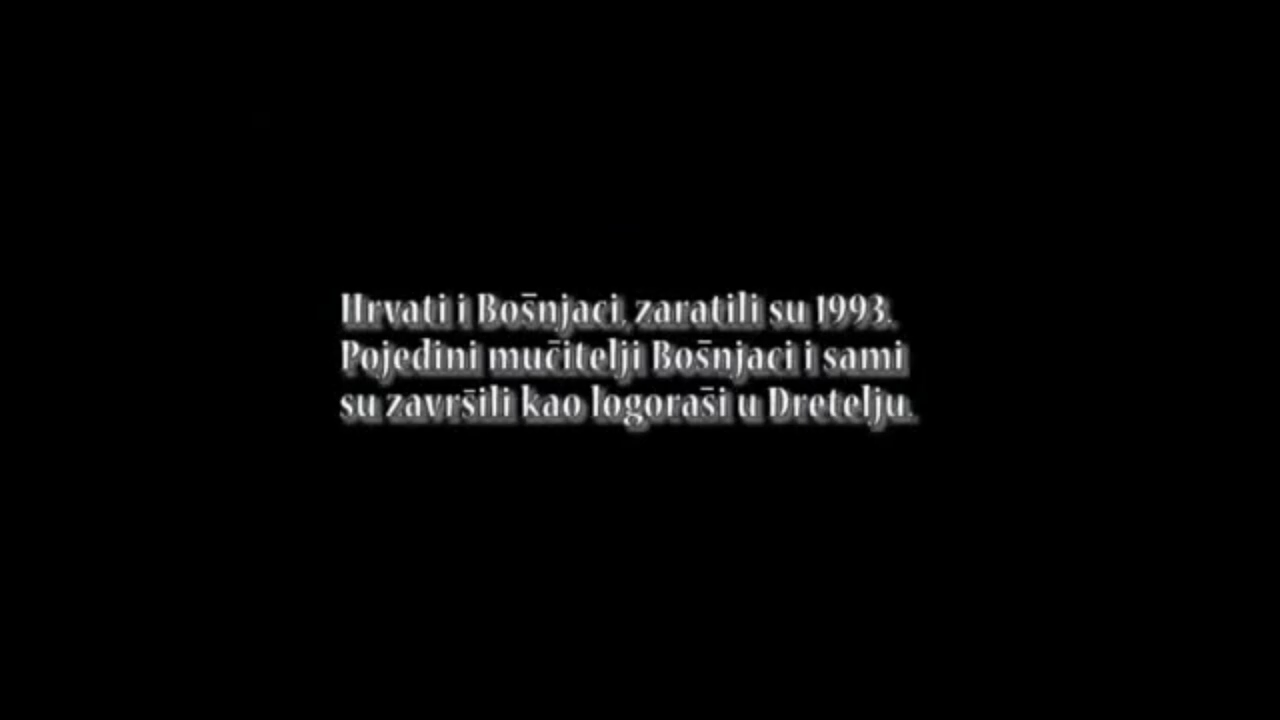 Hrvati i Bošnjaci, zaratili su 1993.
Pojedini mučitelji Bošnjaci i sami
su završili kao logoraši u Dretelju.